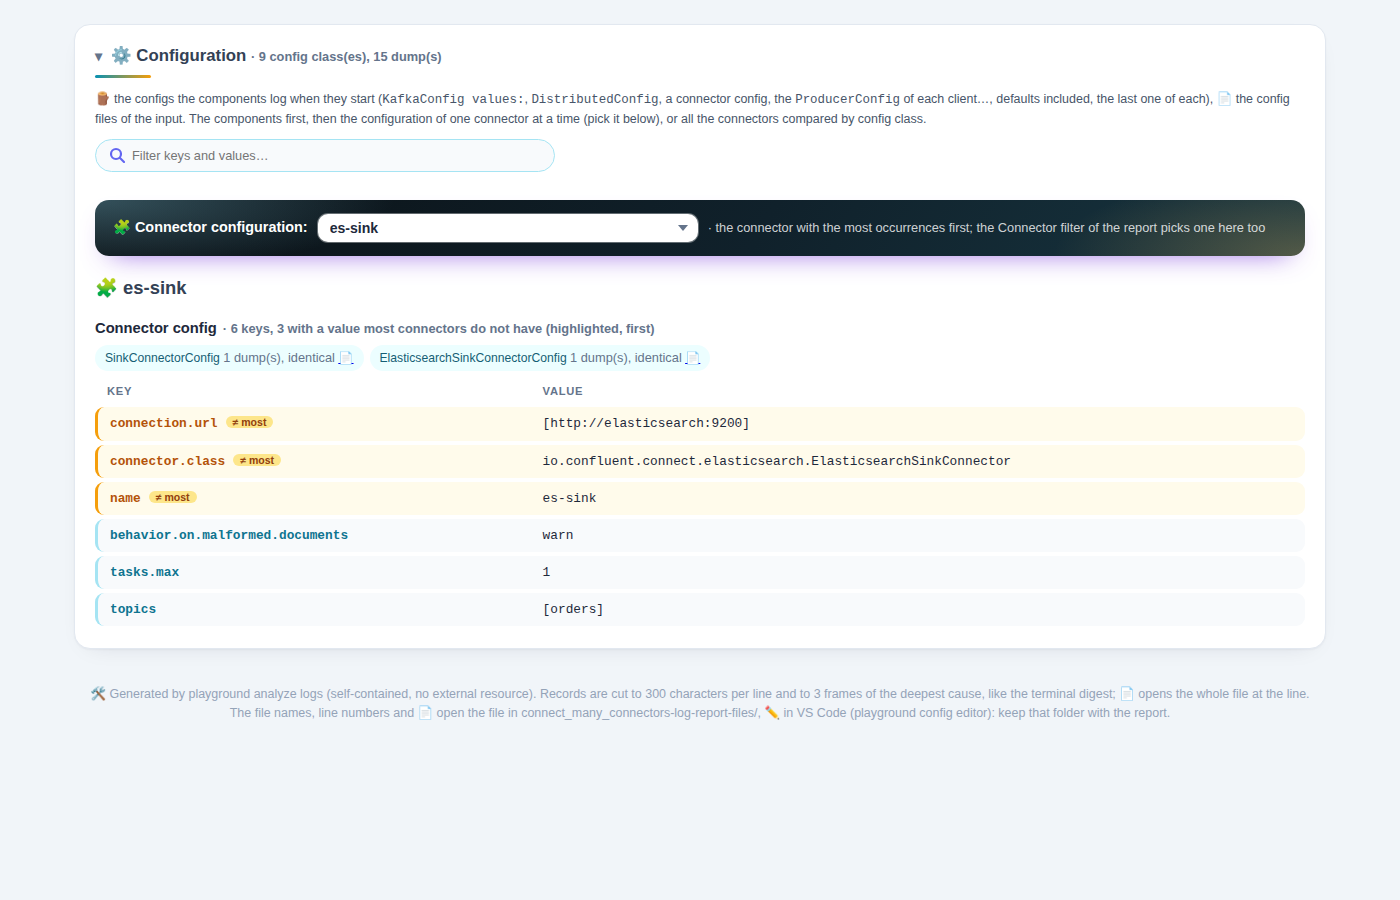 ▼ ⚙️ Configuration · 9 config class(es), 15 dump(s)
🪵 the configs the components log when they start (KafkaConfig values:, DistributedConfig, a connector config, the ProducerConfig of each client…, defaults included, the last one of each), 📄 the config
files of the input. The components first, then the configuration of one connector at a time (pick it below), or all the connectors compared by config class.
Filter keys and values…
🧩 Connector configuration: es-sink · the connector with the most occurrences first; the Connector filter of the report picks one here too
🧩 es-sink
Connector config · 6 keys, 3 with a value most connectors do not have (highlighted, first)
SinkConnectorConfig 1 dump(s), identical 📄 ElasticsearchSinkConnectorConfig 1 dump(s), identical 📄
KEY VALUE
connection.url ≠ most [http://elasticsearch:9200]
connector.class ≠ most io.confluent.connect.elasticsearch.ElasticsearchSinkConnector
name ≠ most es-sink
behavior.on.malformed.documents warn
tasks.max 1
topics [orders]
🛠️ Generated by playground analyze logs (self-contained, no external resource). Records are cut to 300 characters per line and to 3 frames of the deepest cause, like the terminal digest; 📄 opens the whole file at the line.
The file names, line numbers and 📄 open the file in connect_many_connectors-log-report-files/, ✏️ in VS Code (playground config editor): keep that folder with the report.